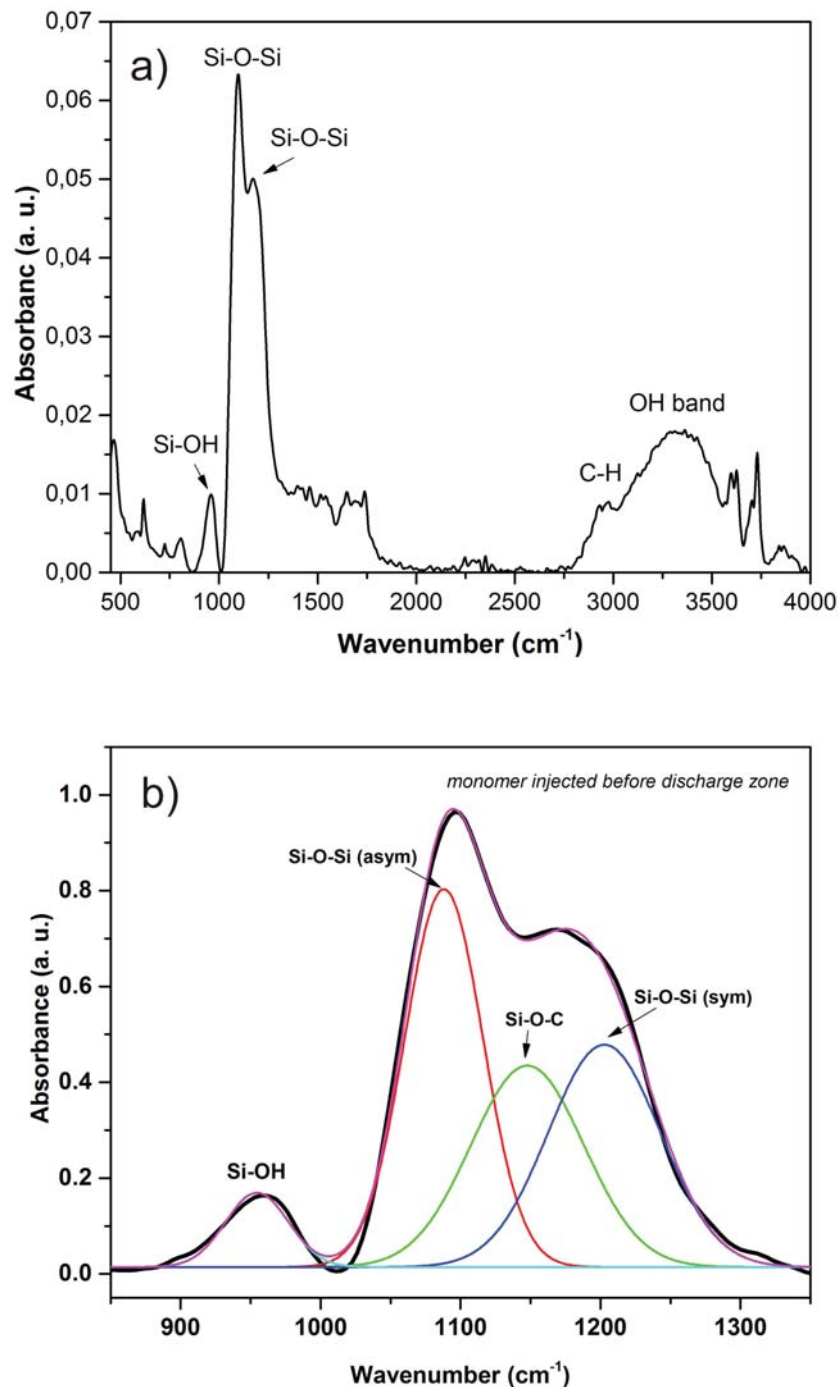 a)
Si-O-Si
Si-O-Si
Si-OH
C-H
OH band
0,07
0,06
0,05
0,04
0,03
0,02
0,01
0,00
Absorbanc (a. u.)
500 1000 1500 2000 2500 3000 3500 4000
Wavenumber (cm-1)
b)
monomer injected before discharge zone
Si-O-Si (asym)
Si-O-C
Si-O-Si (sym)
Si-OH
1.0
0.8
0.6
0.4
0.2
0.0
Absorbance (a. u.)
900 1000 1100 1200 1300
Wavenumber (cm-1)